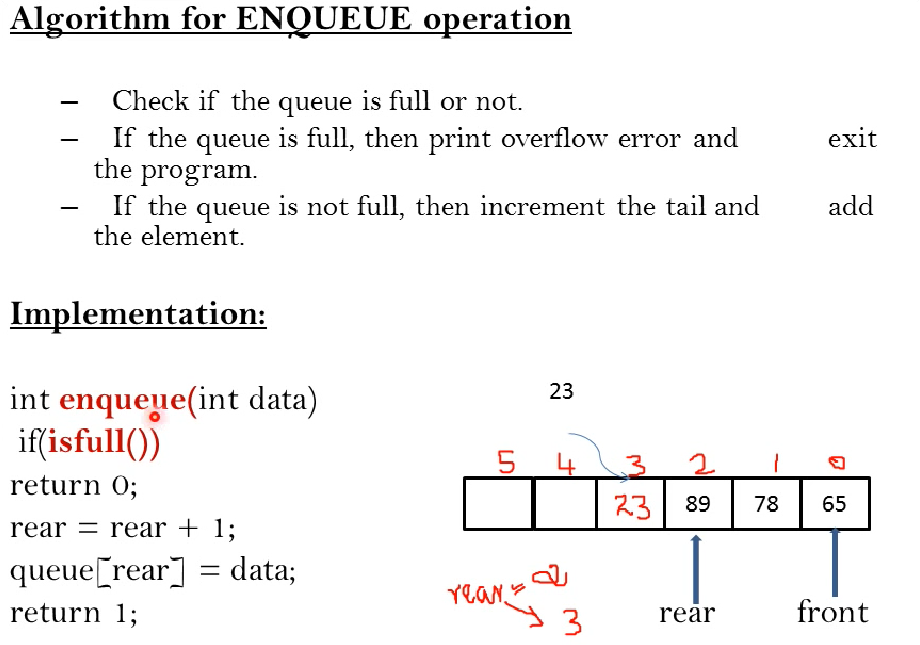 Algorithm for ENQUEUE operation
– Check if the queue is full or not.
– If the queue is full, then print overflow error and exit
the program.
– If the queue is not full, then increment the tail and add
the element.
Implementation:
int enqueue(int data)
if(isfull())
return 0;
rear = rear + 1;
queue[rear] = data;
return 1;
23
5 4 3 2 1 0
23 89 78 65
rear = 2
3
rear front